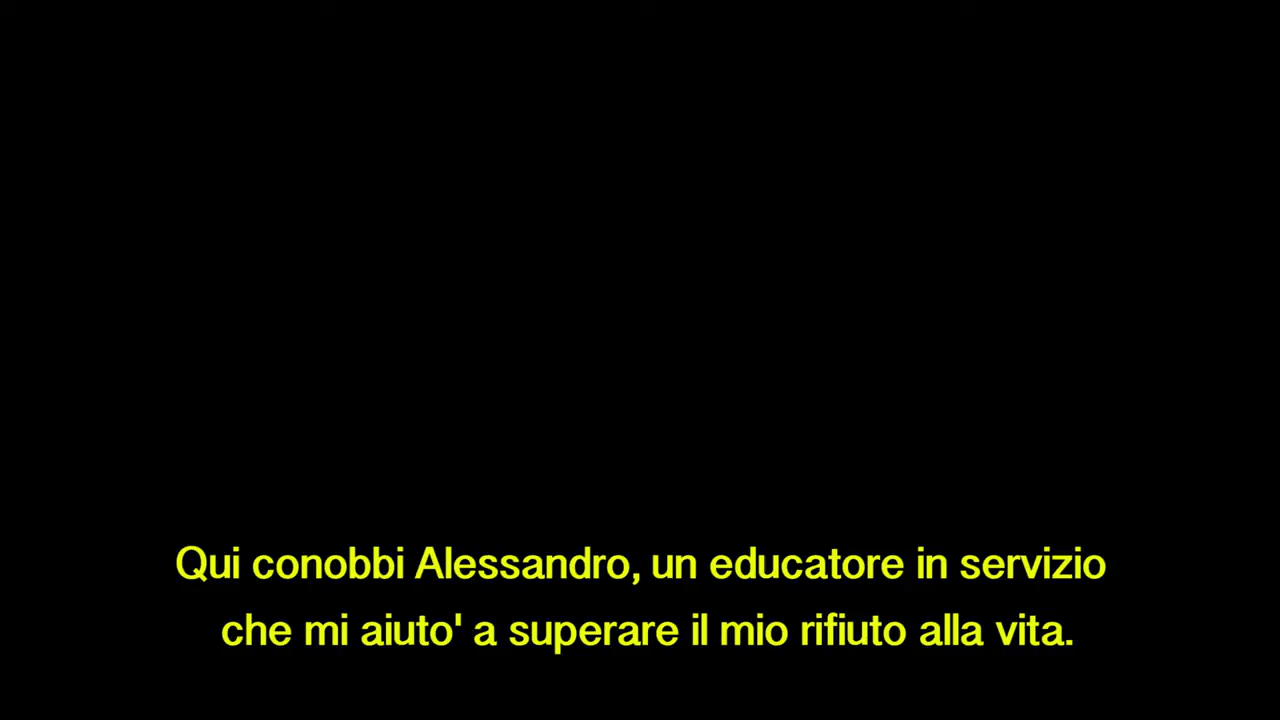 Qui conobbi Alessandro, un educatore in servizio
che mi aiuto' a superare il mio rifiuto alla vita.